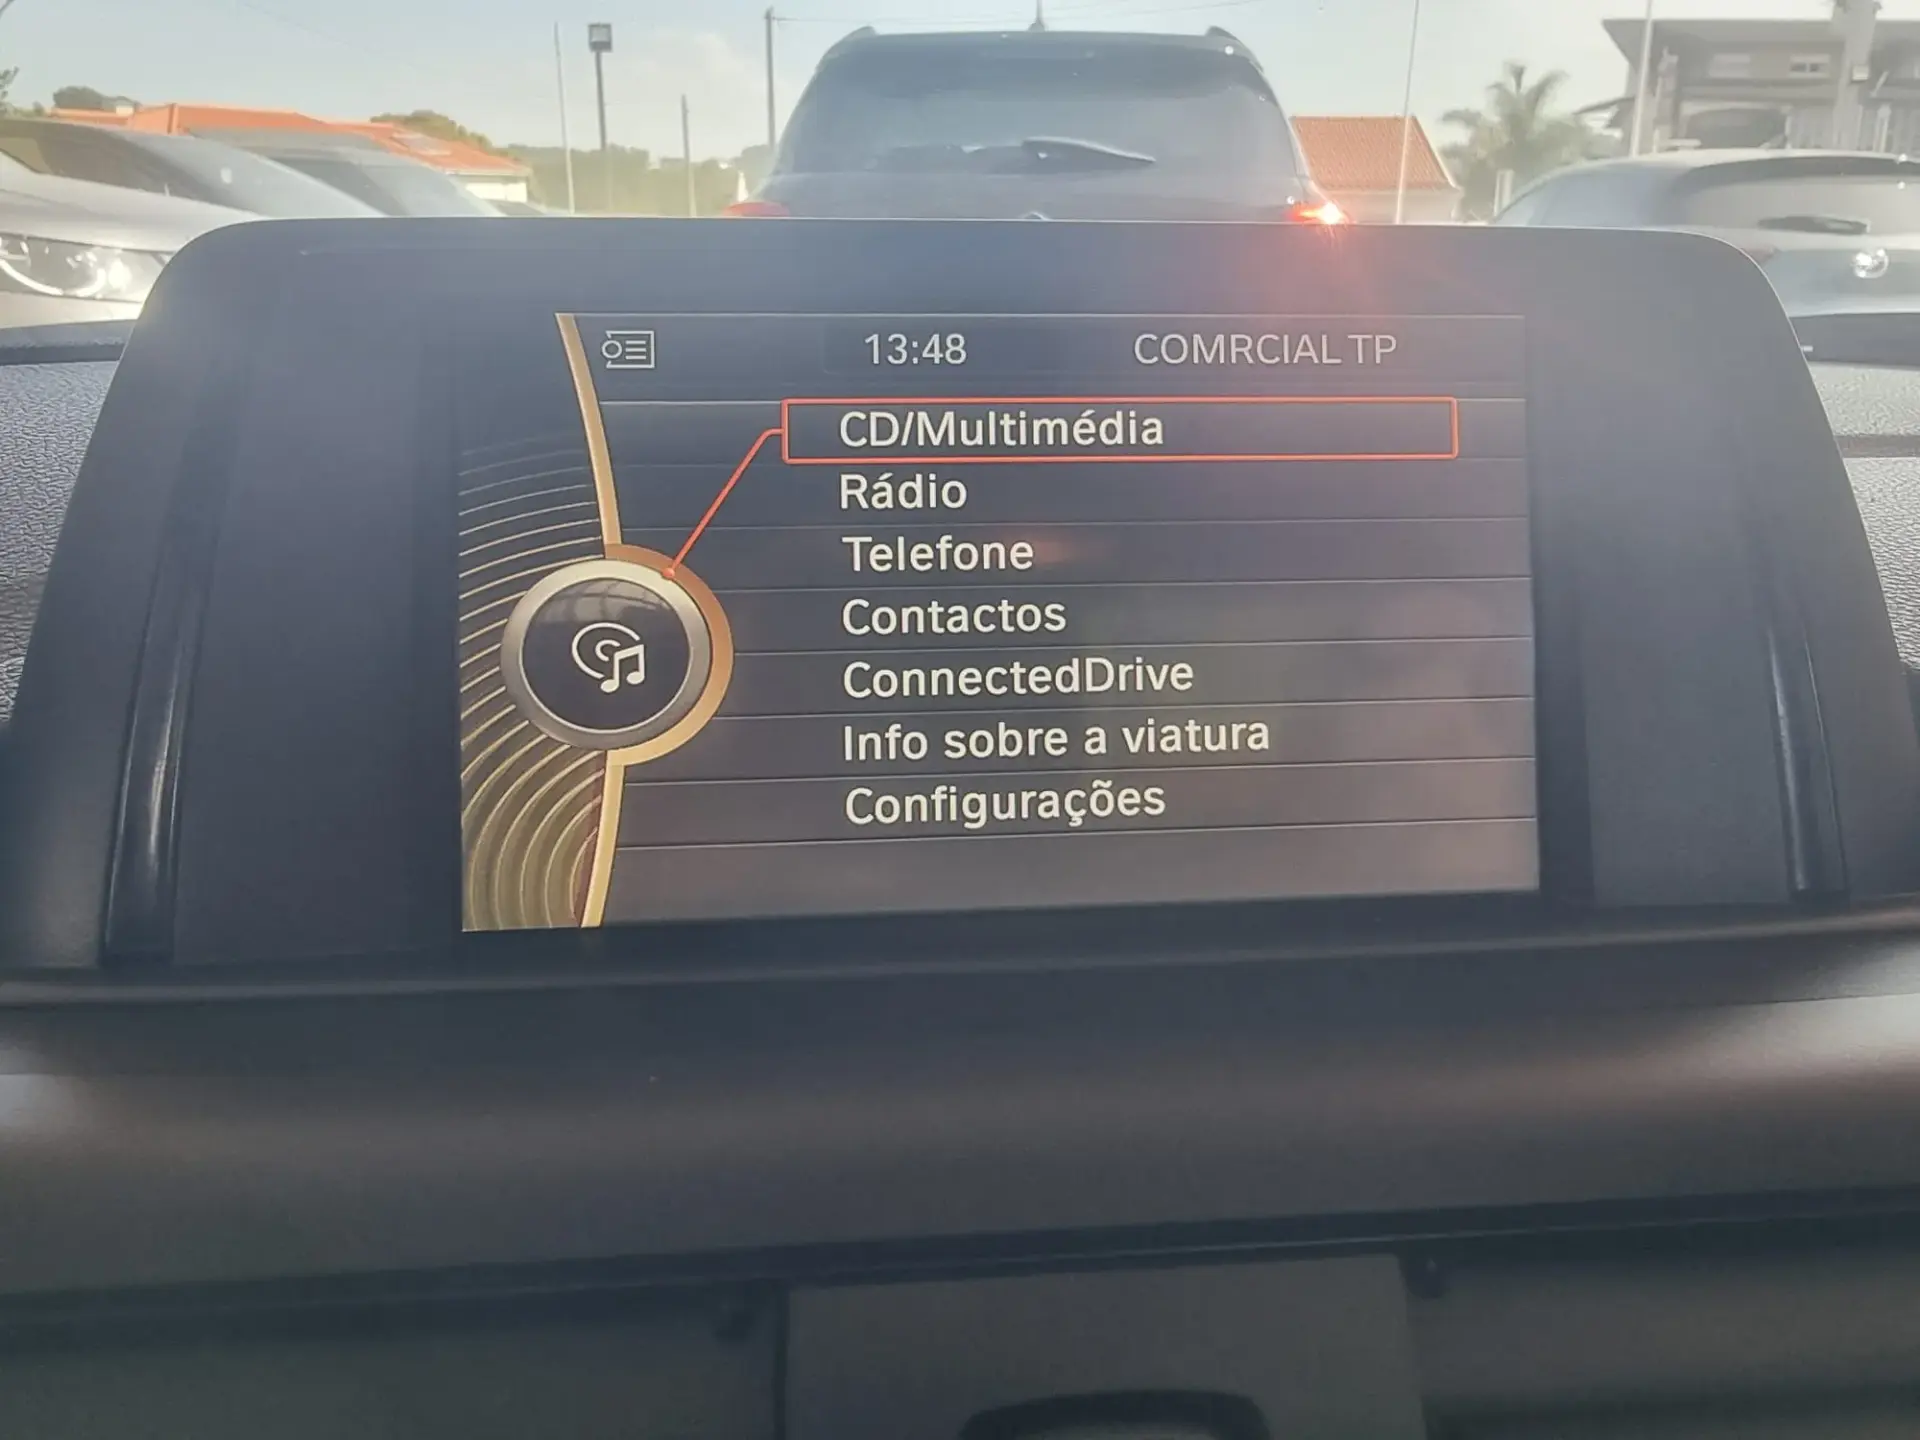 13:48 COMRCIAL TP
CD/Multimédia
Rádio
Telefone
Contactos
ConnectedDrive
Info sobre a viatura
Configurações